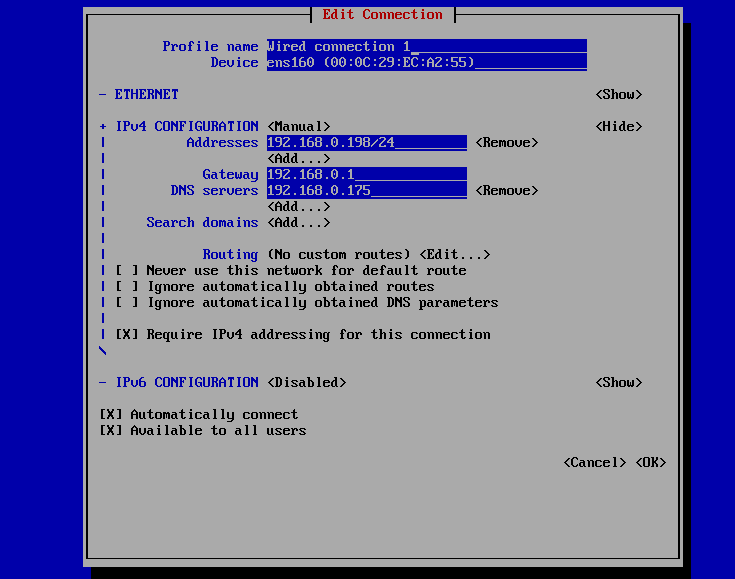 Edit Connection
Profile name Wired connection 1
Device ens160 (00:0C:29:EC:A2:55)
- ETHERNET <Show>
+ IPv4 CONFIGURATION <Manual> <Hide>
Addresses 192.168.0.198/24 <Remove>
<Add...>
Gateway 192.168.0.1
DNS servers 192.168.0.175 <Remove>
<Add...>
Search domains <Add...>
Routing (No custom routes) <Edit...>
[ ] Never use this network for default route
[ ] Ignore automatically obtained routes
[ ] Ignore automatically obtained DNS parameters
[X] Require IPv4 addressing for this connection
- IPv6 CONFIGURATION <Disabled> <Show>
[X] Automatically connect
[X] Available to all users
<Cancel> <OK>